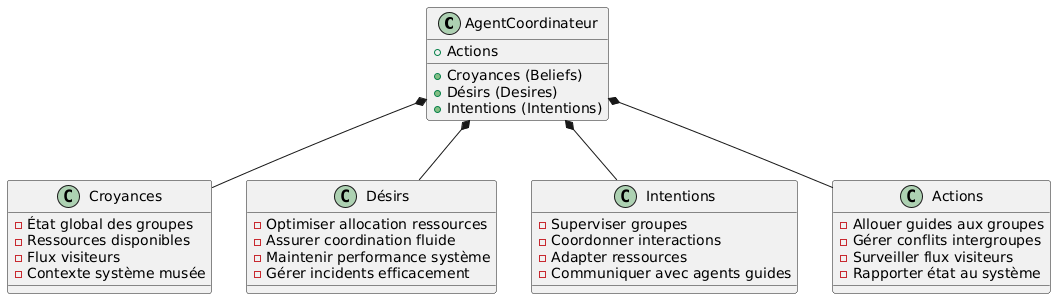 C AgentCoordinateur
Actions
Croyances (Beliefs)
Désirs (Desires)
Intentions (Intentions)
C Croyances
État global des groupes
Ressources disponibles
Flux visiteurs
Contexte système musée
C Désirs
Optimiser allocation ressources
Assurer coordination fluide
Maintenir performance système
Gérer incidents efficacement
C Intentions
Superviser groupes
Coordonner interactions
Adapter ressources
Communiquer avec agents guides
C Actions
Allouer guides aux groupes
Gérer conflits intergroupes
Surveiller flux visiteurs
Rapporter état au système